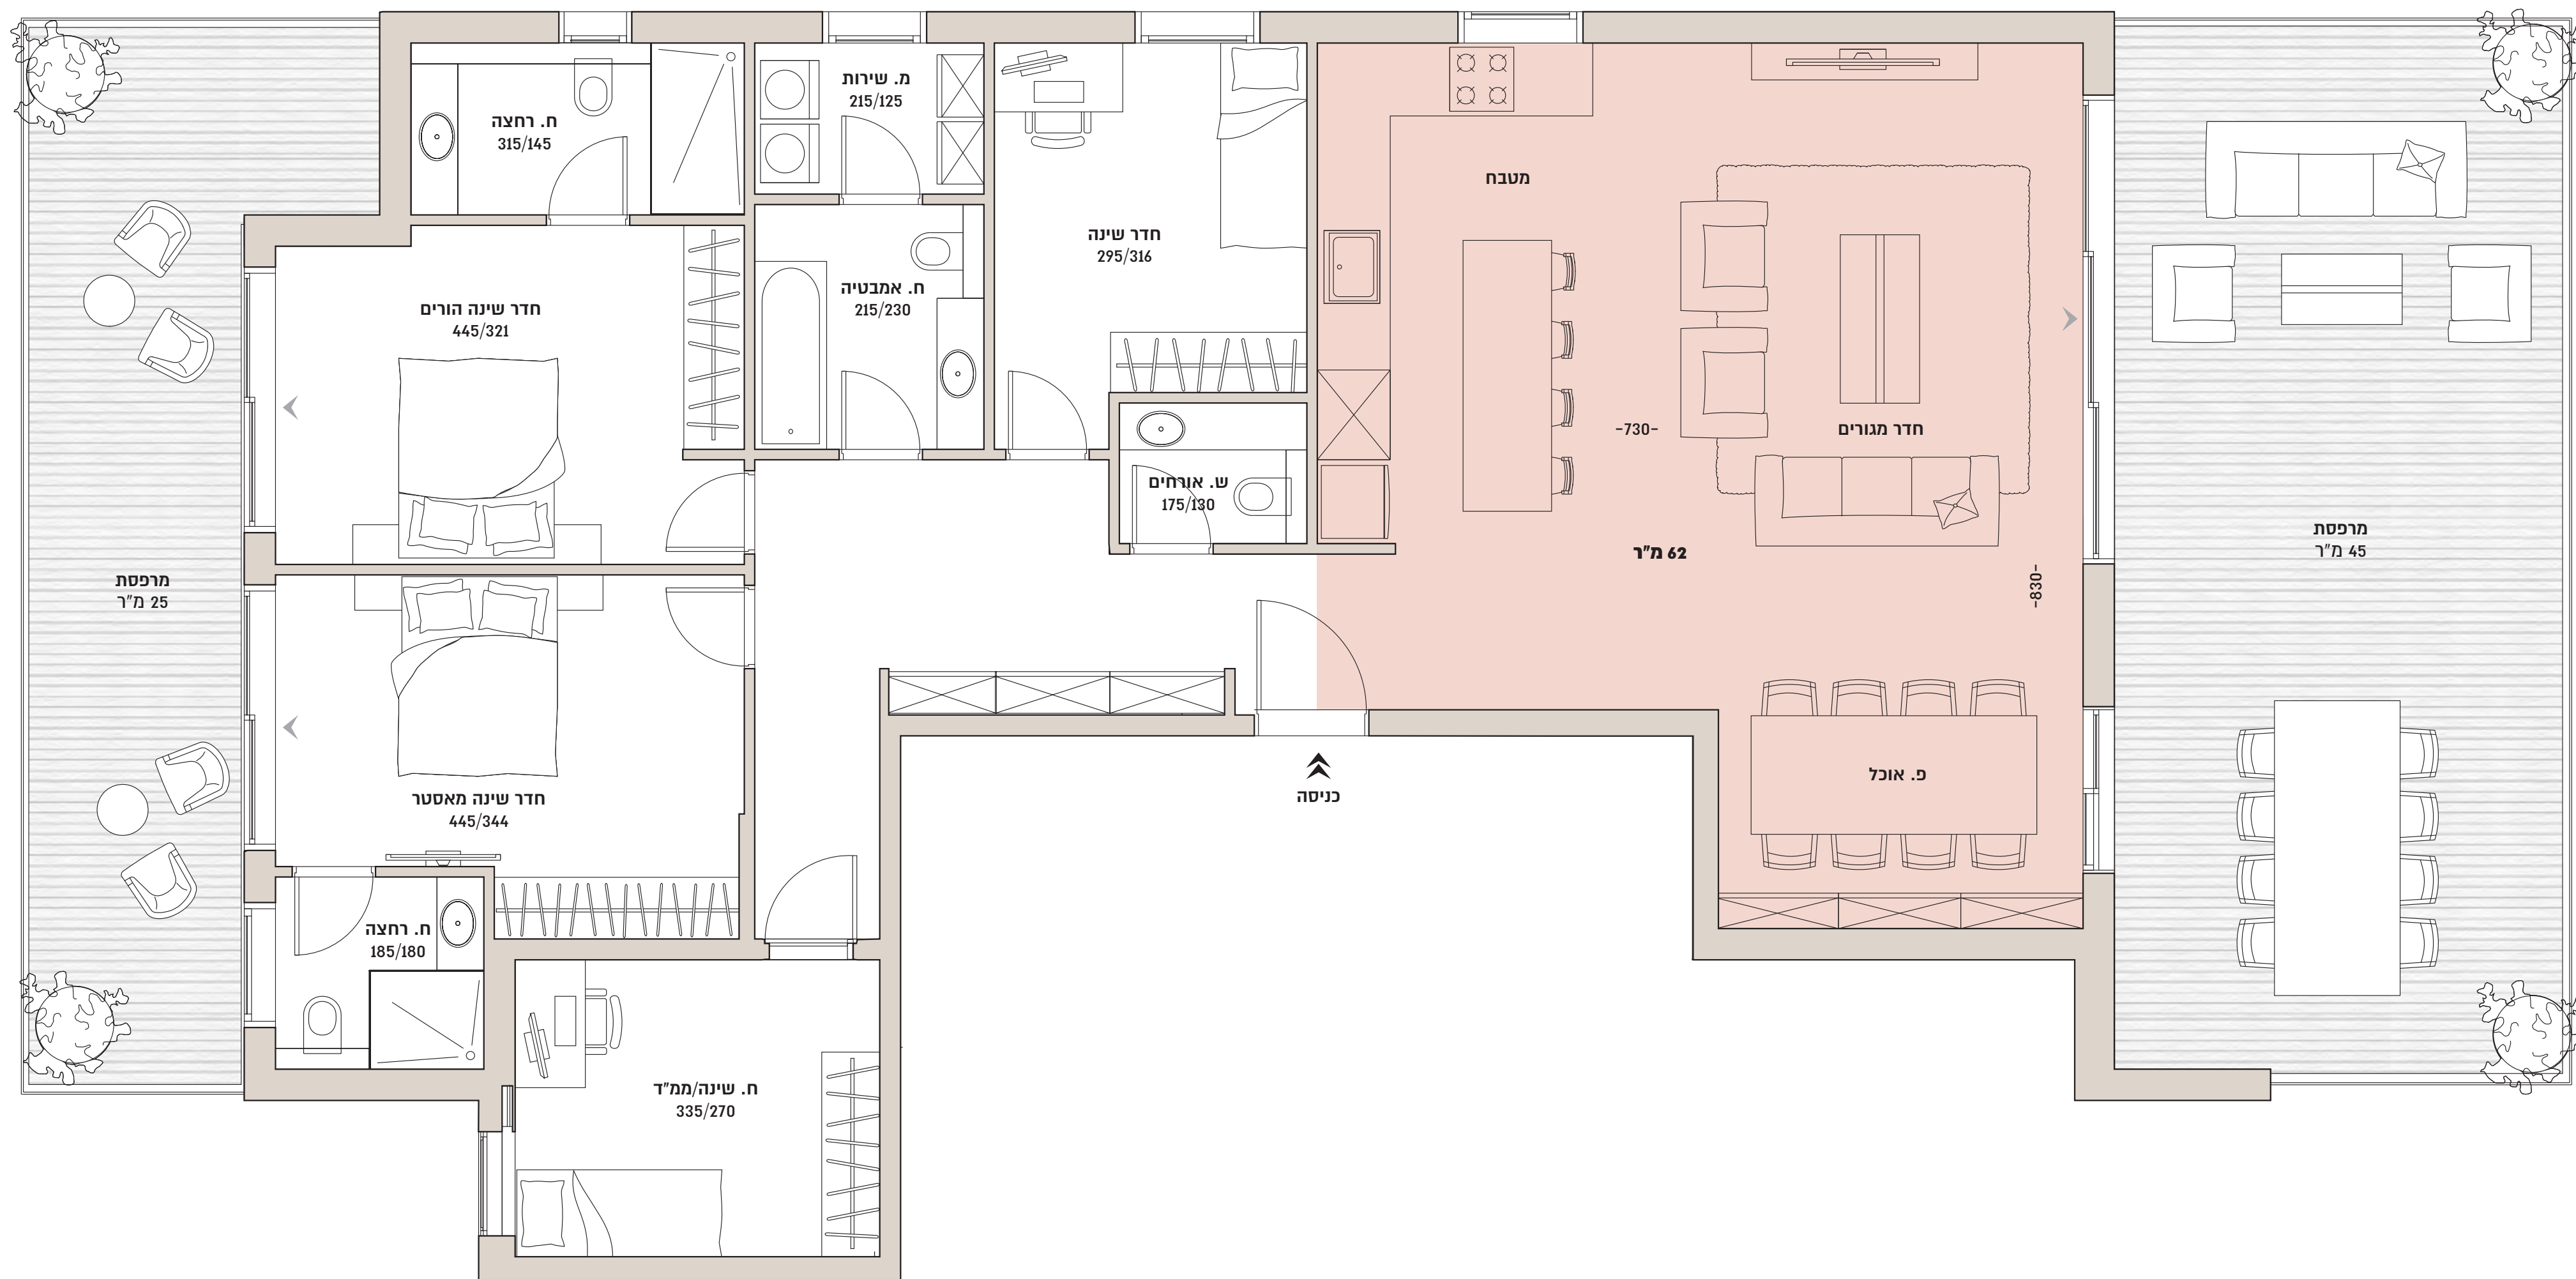 מ. שירות
215/125
ח. רחצה
315/145
מטבח
חדר שינה
295/316
ח. אמבטיה
215/230
חדר שינה הורים
445/321
-730-
חדר מגורים
ש. אורחים
175/130
62 מ"ר
מרפסת
45 מ"ר
-830-
מרפסת
25 מ"ר
פ. אוכל
כניסה
חדר שינה מאסטר
445/344
ח. רחצה
185/180
ח. שינה/ממ"ד
335/270